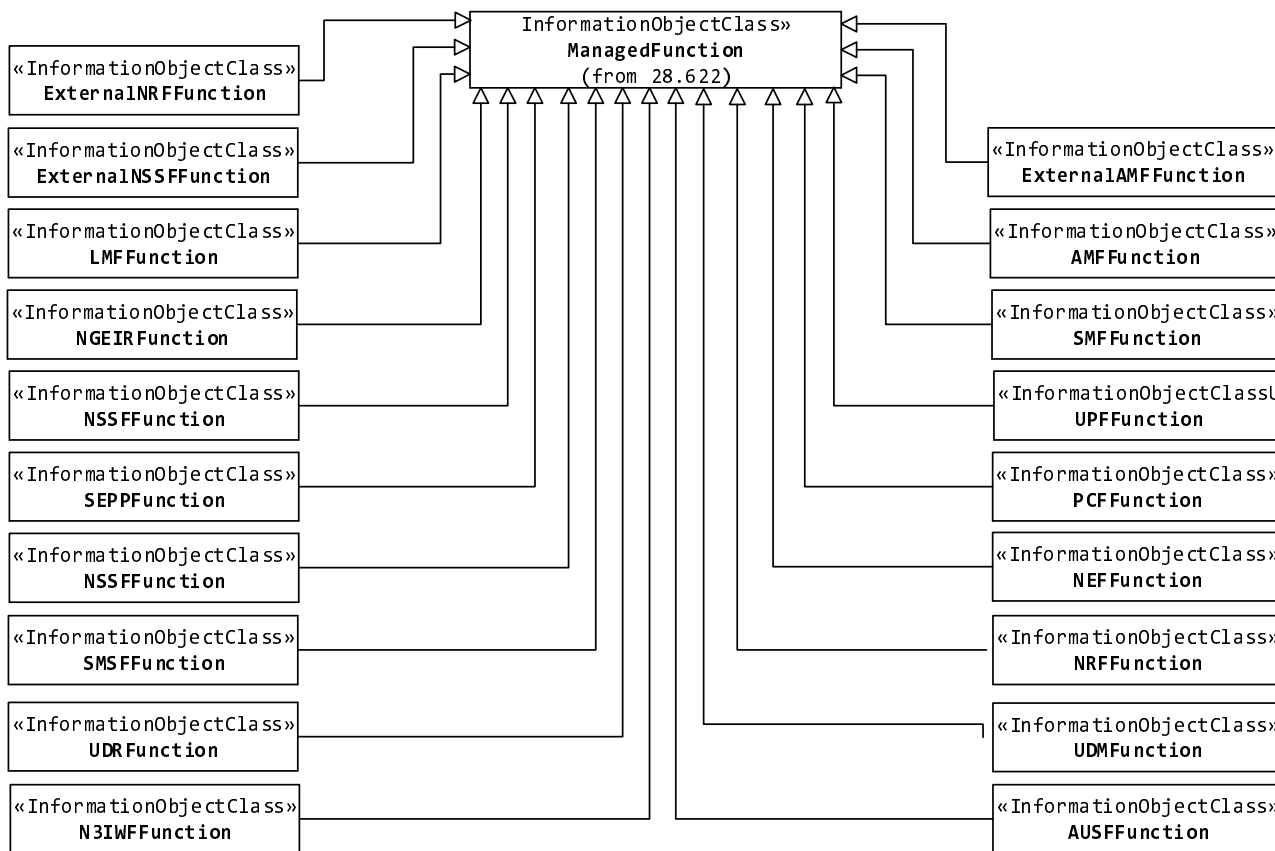 InformationObjectClass»
ManagedFunction
(from 28.622)
«InformationObjectClass»
ExternalNRFFunction
«InformationObjectClass»
ExternalNSSFFunction
«InformationObjectClass»
LMFFunction
«InformationObjectClass»
NGEIRFunction
«InformationObjectClass»
NSSFFunction
«InformationObjectClass»
SEPPFunction
«InformationObjectClass»
NSSFFunction
«InformationObjectClass»
SMSFFunction
«InformationObjectClass»
UDRFunction
«InformationObjectClass»
N3IWFFunction
«InformationObjectClass»
ExternalAMFFunction
«InformationObjectClass»
AMFFunction
«InformationObjectClass»
SMFFunction
«InformationObjectClassU
UPFFunction
«InformationObjectClass»
PCFFunction
«InformationObjectClass»
NEFFunction
«InformationObjectClass»
NRFFunction
«InformationObjectClass»
UDMFunction
«InformationObjectClass»
AUSFFunction